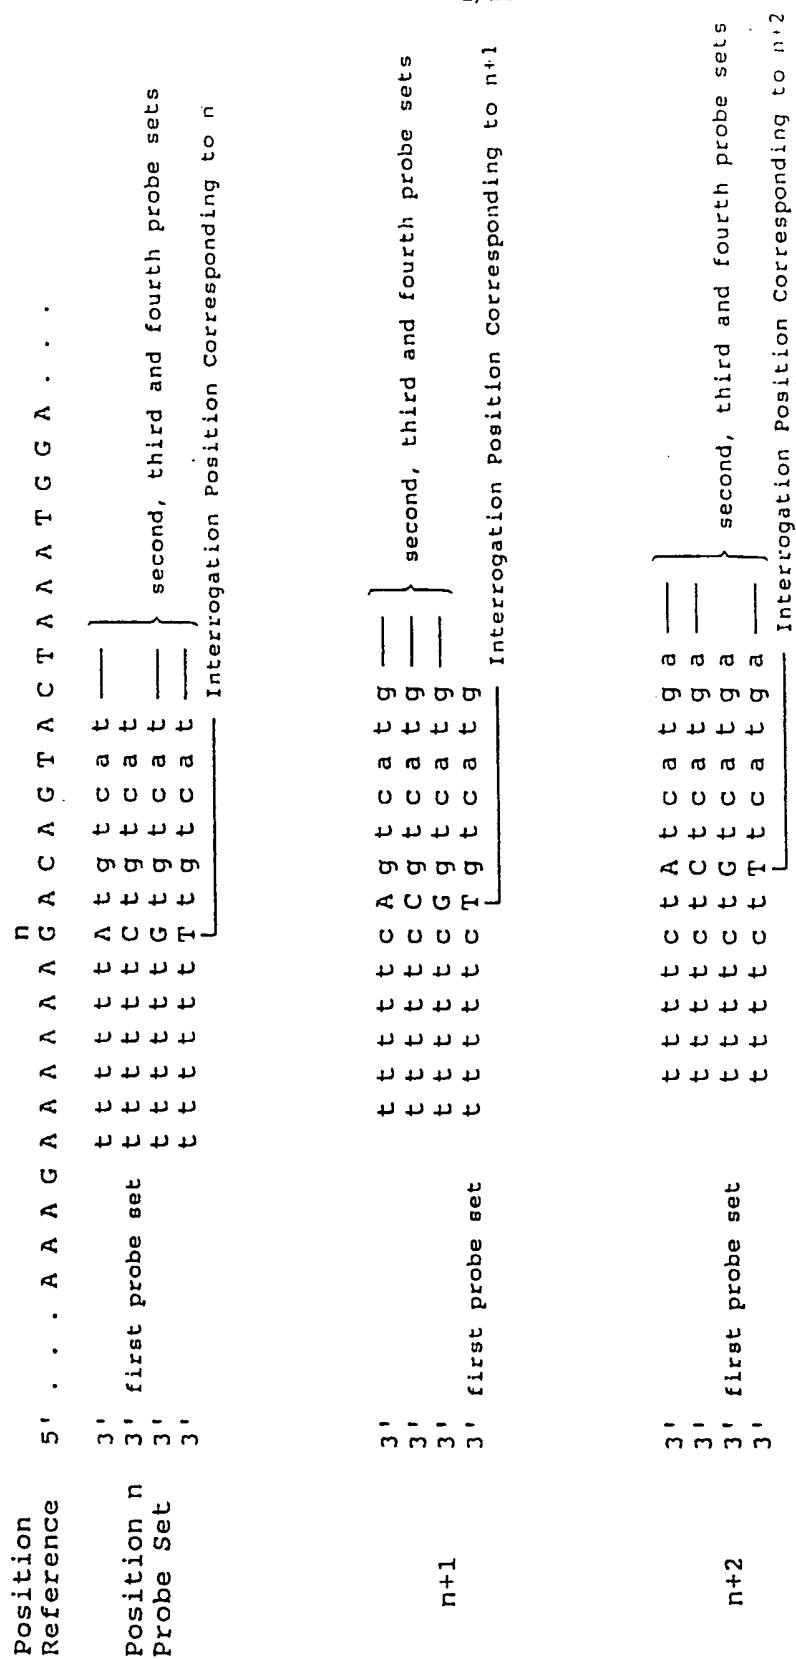 Position n
Reference 5' . . . A A A G A A A A A A G A C A G T A C T A A A T G G A . . .
3' t t t t t t A t g t c a t
Position n 3' first probe set t t t t t t C t g t c a t
Probe Set 3' t t t t t t G t g t c a t second, third and fourth probe sets
3' t t t t t t T t g t c a t
Interrogation Position Corresponding to n
3' t t t t t c A g t c a t g
3' t t t t t c C g t c a t g second, third and fourth probe sets
n+1 3' t t t t t c G g t c a t g
3' first probe set t t t t t c T g t c a t g
Interrogation Position Corresponding to n+1
3' t t t t c t A t c a t g a
3' t t t t c t C t c a t g a
n+2 3' first probe set t t t t c t G t c a t g a second, third and fourth probe sets
3' t t t t c t T t c a t g a
Interrogation Position Corresponding to n+2